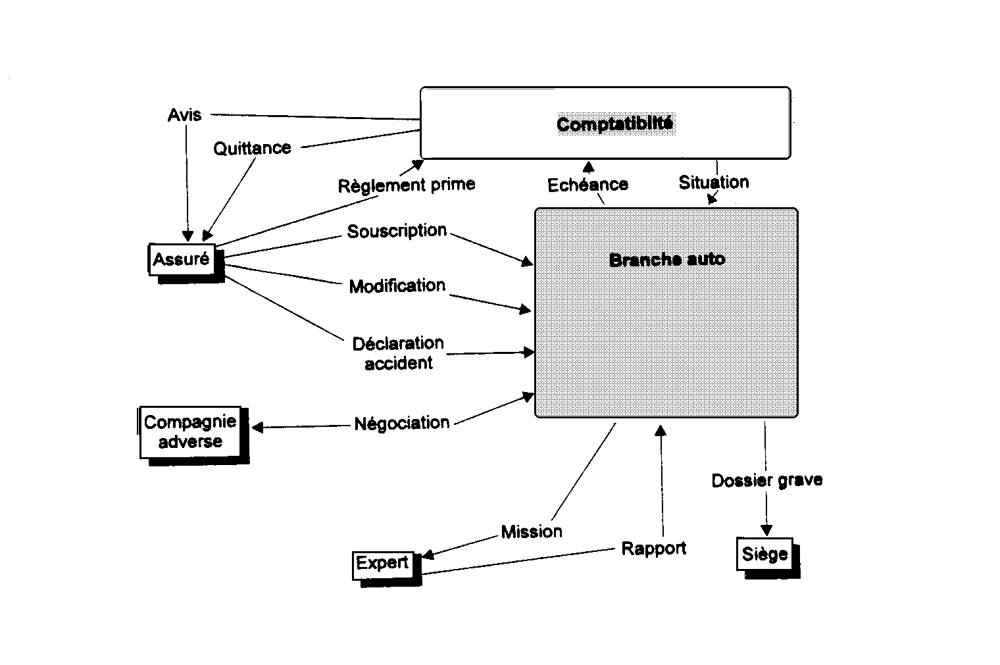 Avis
Comptatiblité
Quittance
Règlement prime
Echéance
Situation
Souscription
Assuré
Branche auto
Modification
Déclaration
accident
Compagnie
adverse
Négociation
Dossier grave
Mission
Rapport
Expert
Siège